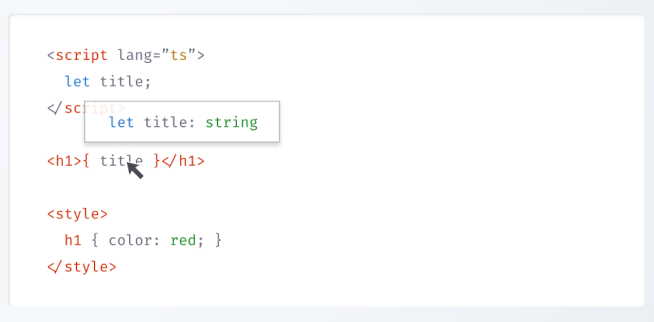 <script lang=”ts”>
let title;
</script>
let title: string
<h1>{ title }</h1>
<style>
h1 { color: red; }
</style>